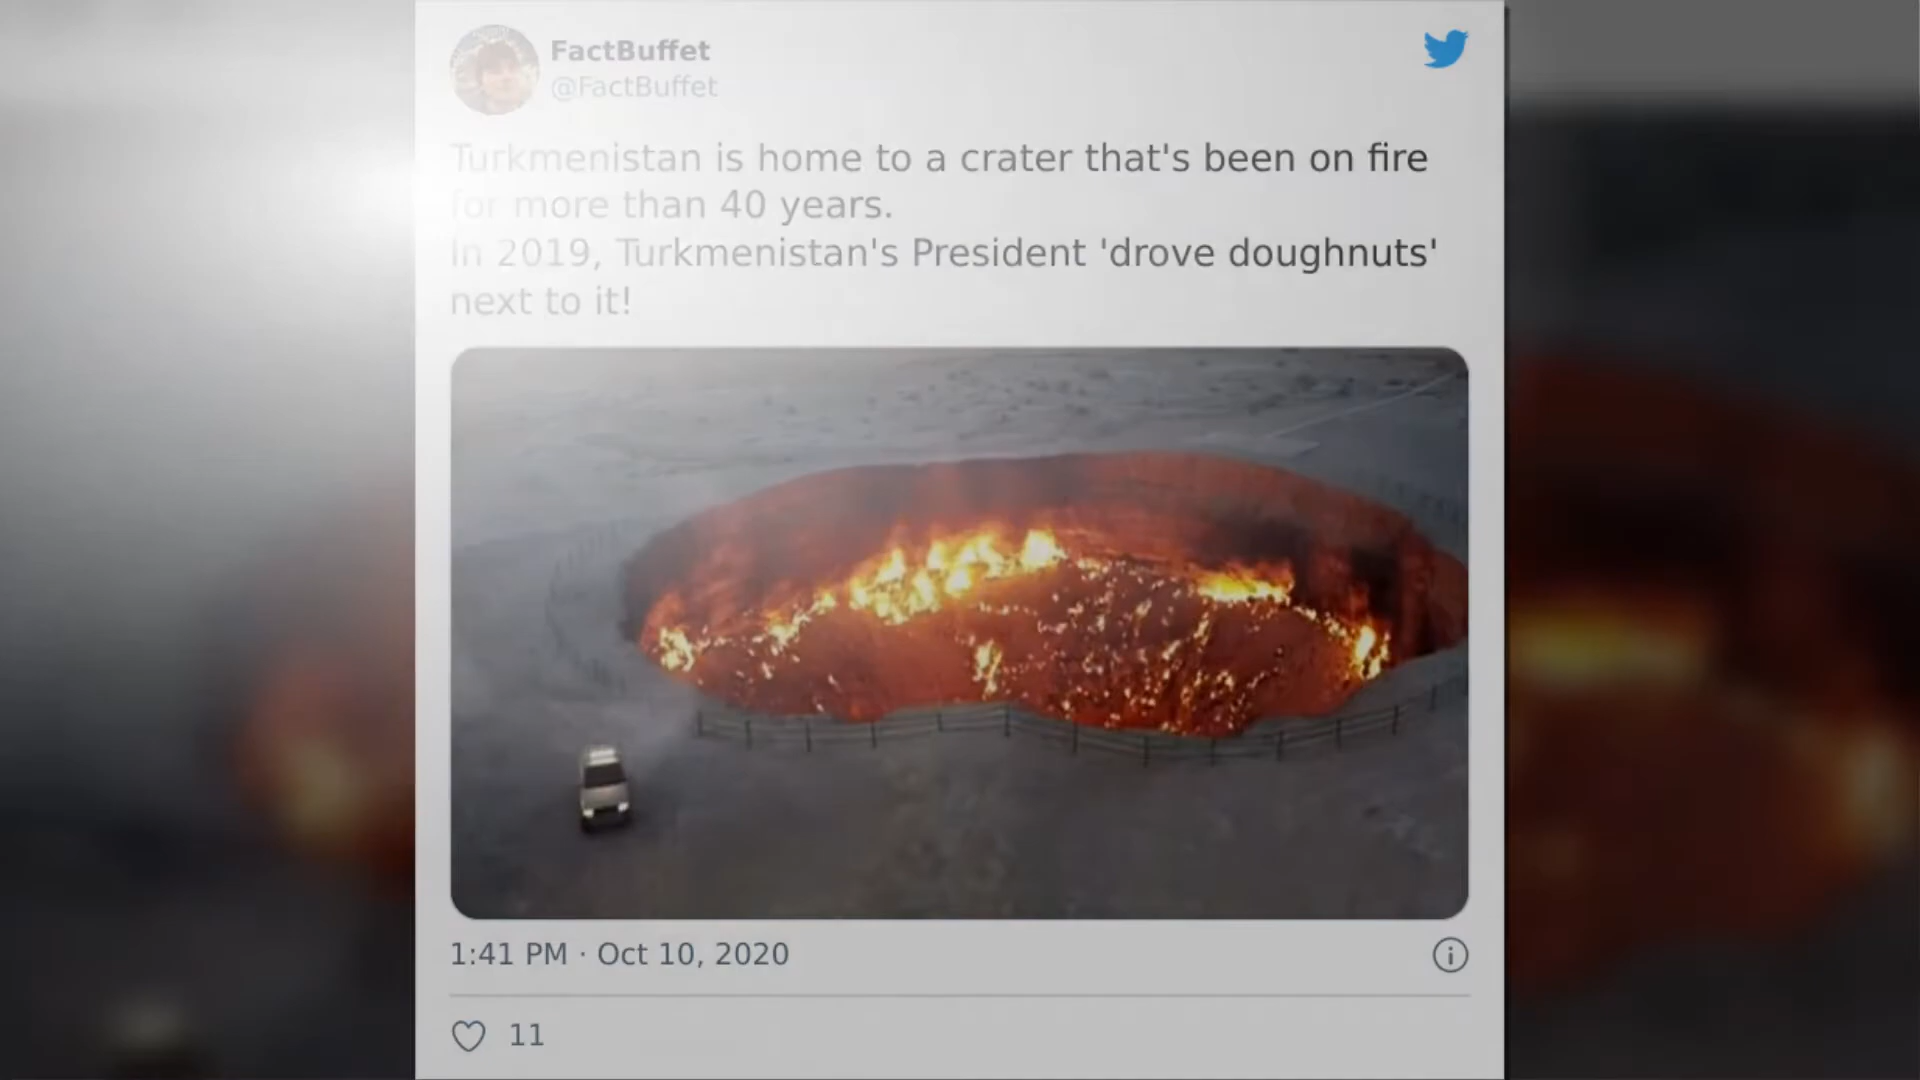 FactBuffet
@FactBuffet
Turkmenistan is home to a crater that's been on fire
for more than 40 years.
In 2019, Turkmenistan's President 'drove doughnuts'
next to it!
1:41 PM · Oct 10, 2020
11